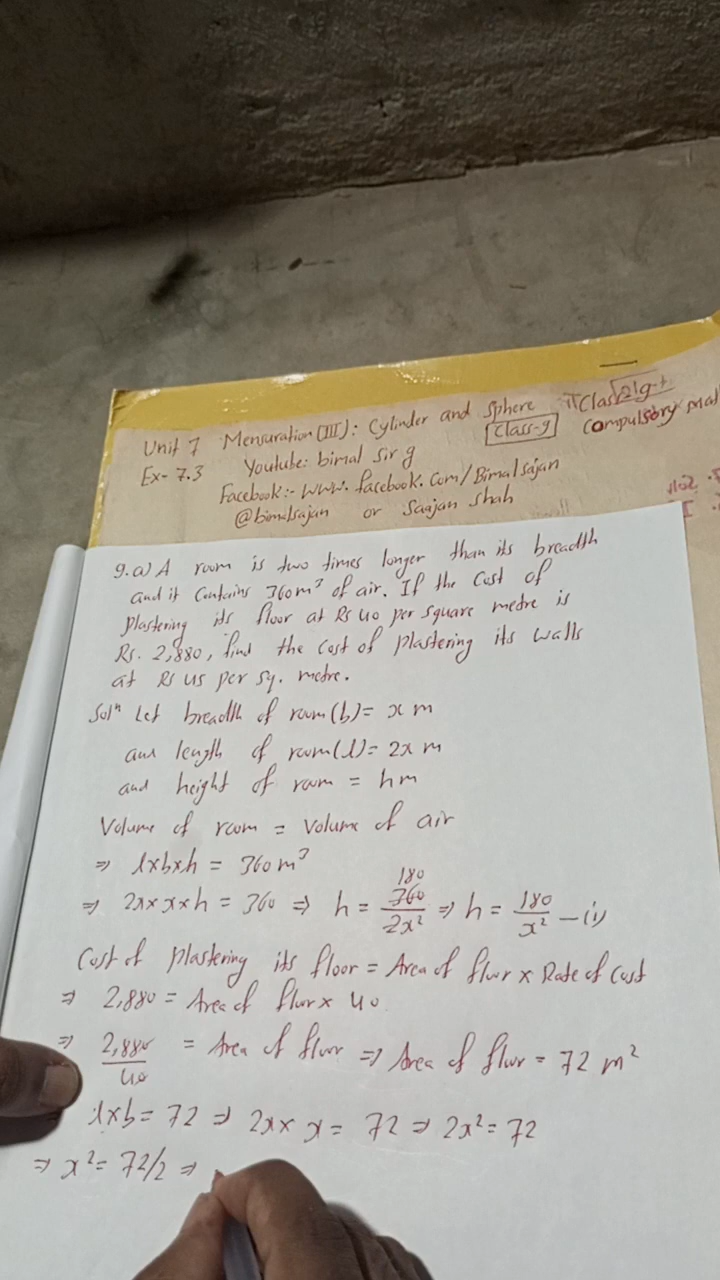 Unit 7 Mensuration (III): Cylinder and Sphere
Class-9 Compulsory
Ex- 7.3 Youtube: bimal sir g
Facebook:- www.facebook.com/Bimalsajan
@bimalsajan or Saajan Shah
9.a) A room is two times longer than its breadth
and it contains 360m³ of air. If the cost of
plastering its floor at Rs 40 per square metre is
Rs. 2,880, find the cost of plastering its walls
at Rs 45 per sq. metre.
Solⁿ Let breadth of room(b)= x m
and length of room(l)= 2x m
and height of room = hm
Volume of room = Volume of air
⇒ l×b×h = 360m³
180
⇒ 2x×x×h = 360 ⇒ h = 360/2x² ⇒ h = 180/x² –(i)
Cost of plastering its floor = Area of floor × Rate of cost
⇒ 2,880 = Area of floor × 40
⇒ 2,880/40 = Area of floor ⇒ Area of floor = 72 m²
l×b= 72 ⇒ 2x× x = 72 ⇒ 2x²= 72
⇒ x²= 72/2 ⇒